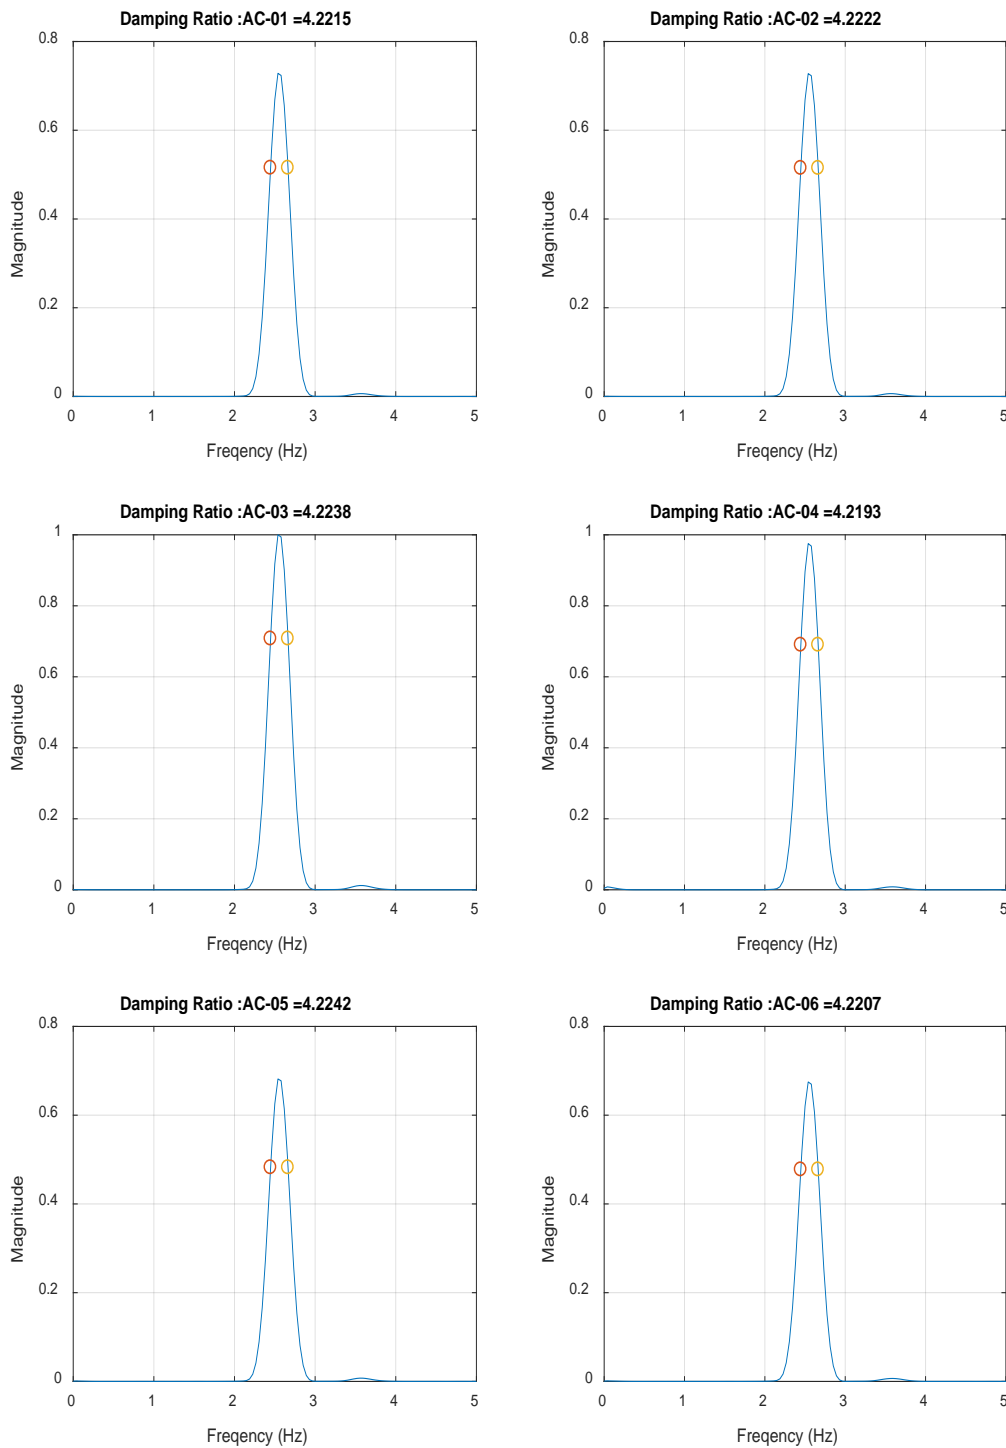 Damping Ratio :AC-01 =4.2215
0.8
0.6
0.4
0.2
0
Magnitude
0 1 2 3 4 5
Freqency (Hz)
Damping Ratio :AC-02 =4.2222
0.8
0.6
0.4
0.2
0
Magnitude
0 1 2 3 4 5
Freqency (Hz)
Damping Ratio :AC-03 =4.2238
1
0.8
0.6
0.4
0.2
0
Magnitude
0 1 2 3 4 5
Freqency (Hz)
Damping Ratio :AC-04 =4.2193
1
0.8
0.6
0.4
0.2
0
Magnitude
0 1 2 3 4 5
Freqency (Hz)
Damping Ratio :AC-05 =4.2242
0.8
0.6
0.4
0.2
0
Magnitude
0 1 2 3 4 5
Freqency (Hz)
Damping Ratio :AC-06 =4.2207
0.8
0.6
0.4
0.2
0
Magnitude
0 1 2 3 4 5
Freqency (Hz)